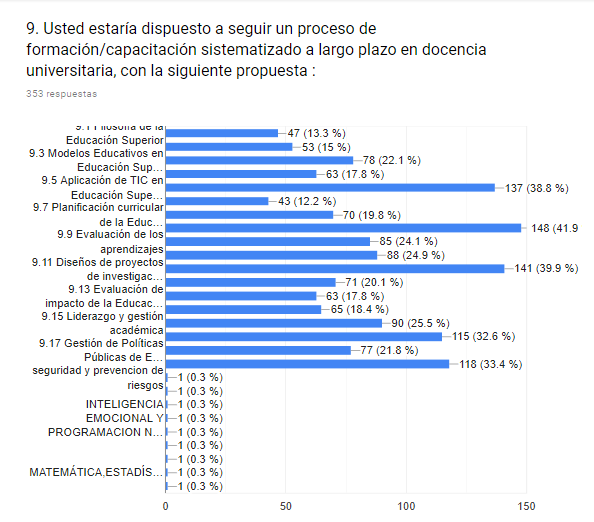 9. Usted estaría dispuesto a seguir un proceso de
formación/capacitación sistematizado a largo plazo en docencia
universitaria, con la siguiente propuesta :
353 respuestas
9.1 Filosofía de la
Educación Superior
47 (13.3 %)
53 (15 %)
9.3 Modelos Educativos en
Educación Sup…
78 (22.1 %)
63 (17.8 %)
9.5 Aplicación de TIC en
Educación Supe…
137 (38.8 %)
43 (12.2 %)
9.7 Planificación curricular
de la Educ…
70 (19.8 %)
148 (41.9
9.9 Evaluación de los
aprendizajes
85 (24.1 %)
88 (24.9 %)
9.11 Diseños de proyectos
de investigac…
141 (39.9 %)
71 (20.1 %)
9.13 Evaluación de
impacto de la Educac…
63 (17.8 %)
65 (18.4 %)
9.15 Liderazgo y gestión
académica
90 (25.5 %)
115 (32.6 %)
9.17 Gestión de Políticas
Públicas de E…
77 (21.8 %)
118 (33.4 %)
seguridad y prevencion de
riesgos
1 (0.3 %)
1 (0.3 %)
INTELIGENCIA
EMOCIONAL Y
PROGRAMACION N…
1 (0.3 %)
1 (0.3 %)
1 (0.3 %)
1 (0.3 %)
1 (0.3 %)
MATEMÁTICA,ESTADÍS…
1 (0.3 %)
1 (0.3 %)
0
50
100
150